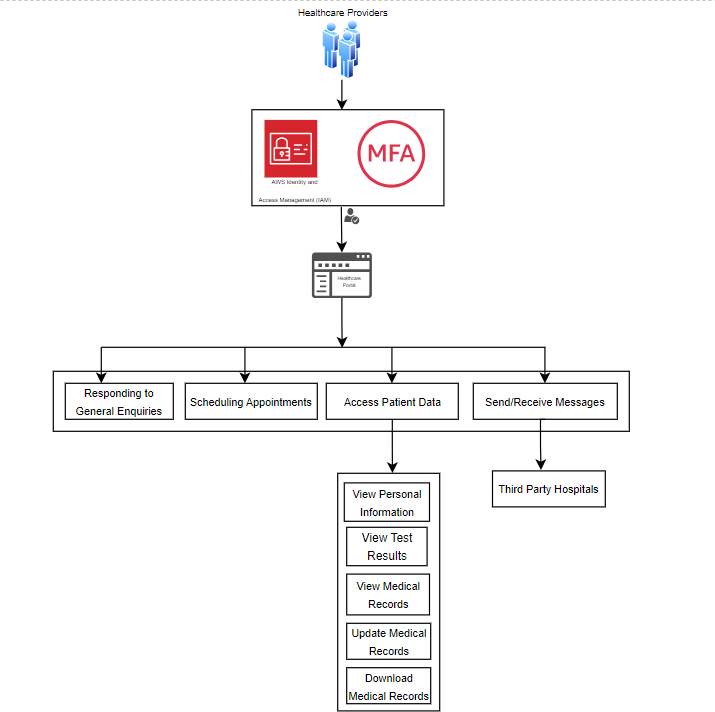 Healthcare Providers
MFA
AWS Identity and
Access Management (IAM)
Healthcare
Portal
Responding to
General Enquiries
Scheduling Appointments
Access Patient Data
Send/Receive Messages
View Personal
Information
Third Party Hospitals
View Test
Results
View Medical
Records
Update Medical
Records
Download
Medical Records